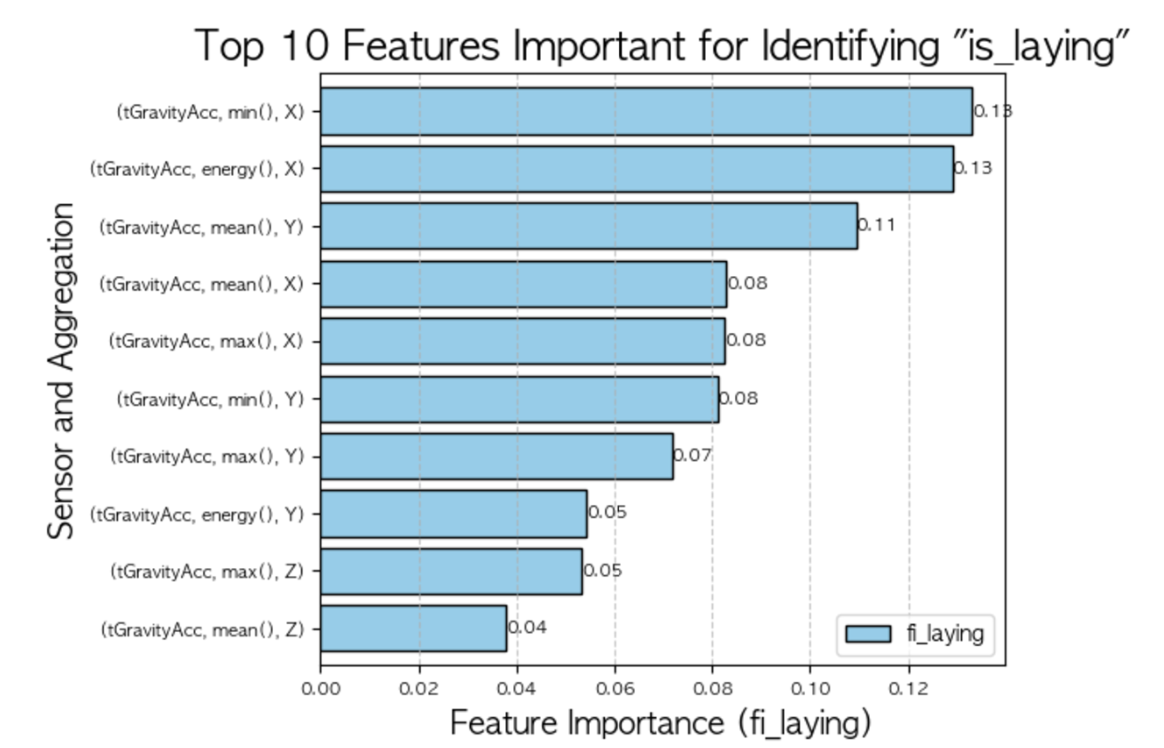 Top 10 Features Important for Identifying "is_laying"
Sensor and Aggregation
(tGravityAcc, min(), X)
0.13
(tGravityAcc, energy(), X)
0.13
(tGravityAcc, mean(), Y)
0.11
(tGravityAcc, mean(), X)
0.08
(tGravityAcc, max(), X)
0.08
(tGravityAcc, min(), Y)
0.08
(tGravityAcc, max(), Y)
0.07
(tGravityAcc, energy(), Y)
0.05
(tGravityAcc, max(), Z)
0.05
(tGravityAcc, mean(), Z)
0.04
fi_laying
0.00 0.02 0.04 0.06 0.08 0.10 0.12
Feature Importance (fi_laying)